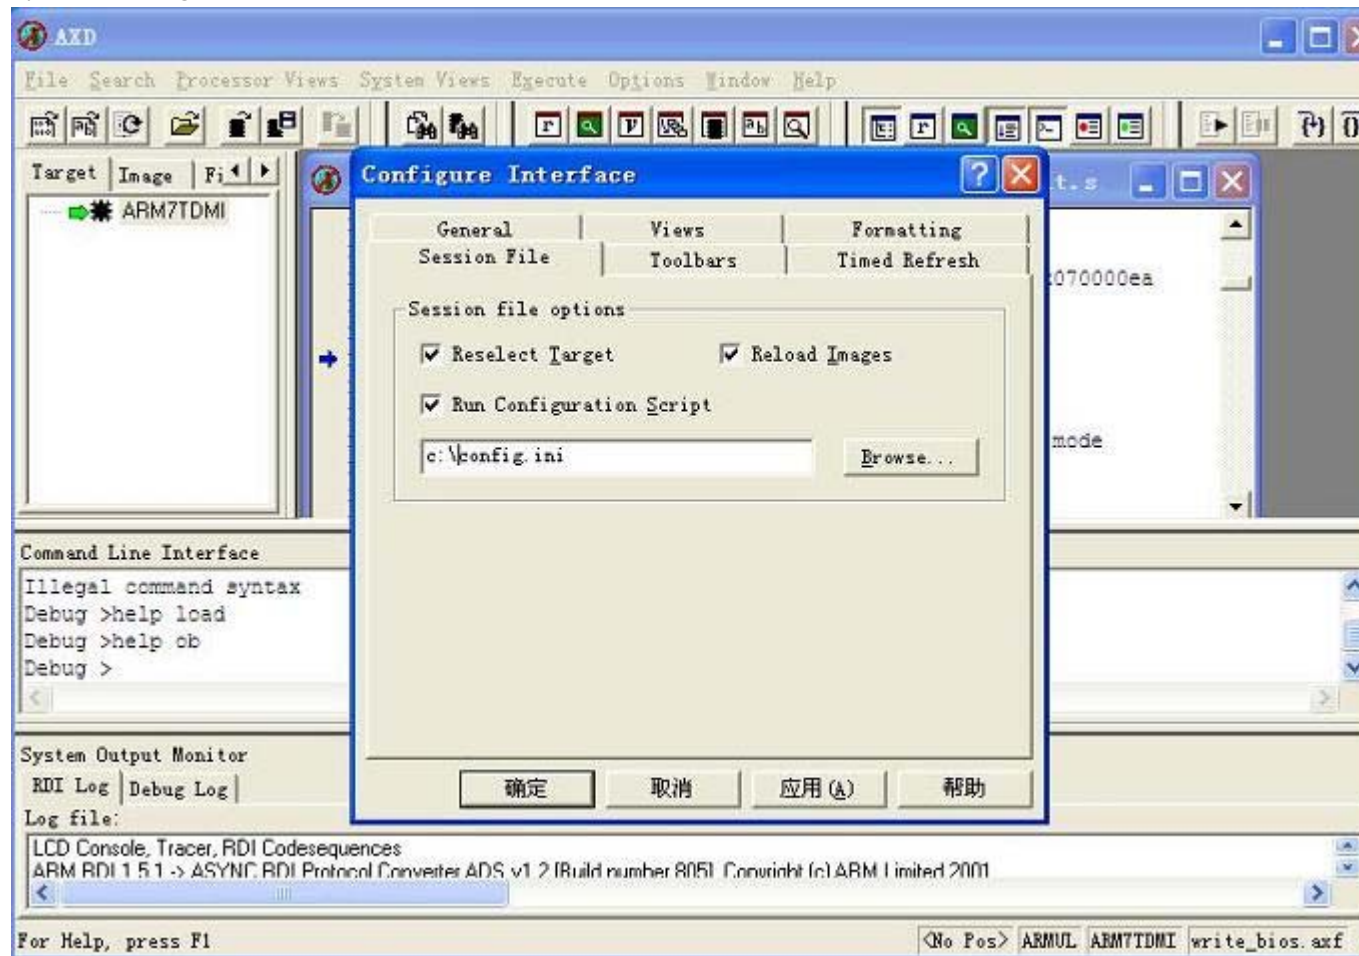 AXD
File Search Processor Views System Views Execute Options Window Help
Target Image Fi
ARM7TDMI
Configure Interface
t.s
General Views Formatting
Session File Toolbars Timed Refresh
070000ea
Session file options
Reselect Target Reload Images
Run Configuration Script
mode
c:\config.ini Browse...
Command Line Interface
Illegal command syntax
Debug >help load
Debug >help ob
Debug >
System Output Monitor
RDI Log Debug Log
确定 取消 应用(A) 帮助
Log file:
LCD Console, Tracer, RDI Codesequences
ARM RDI 1.5.1 -> ASYNC RDI Protocol Converter ADS v1.2 [Build number 805]. Copyright (c) ARM Limited 2001
For Help, press F1 <No Pos> ARMUL ARM7TDMI write_bios.axf